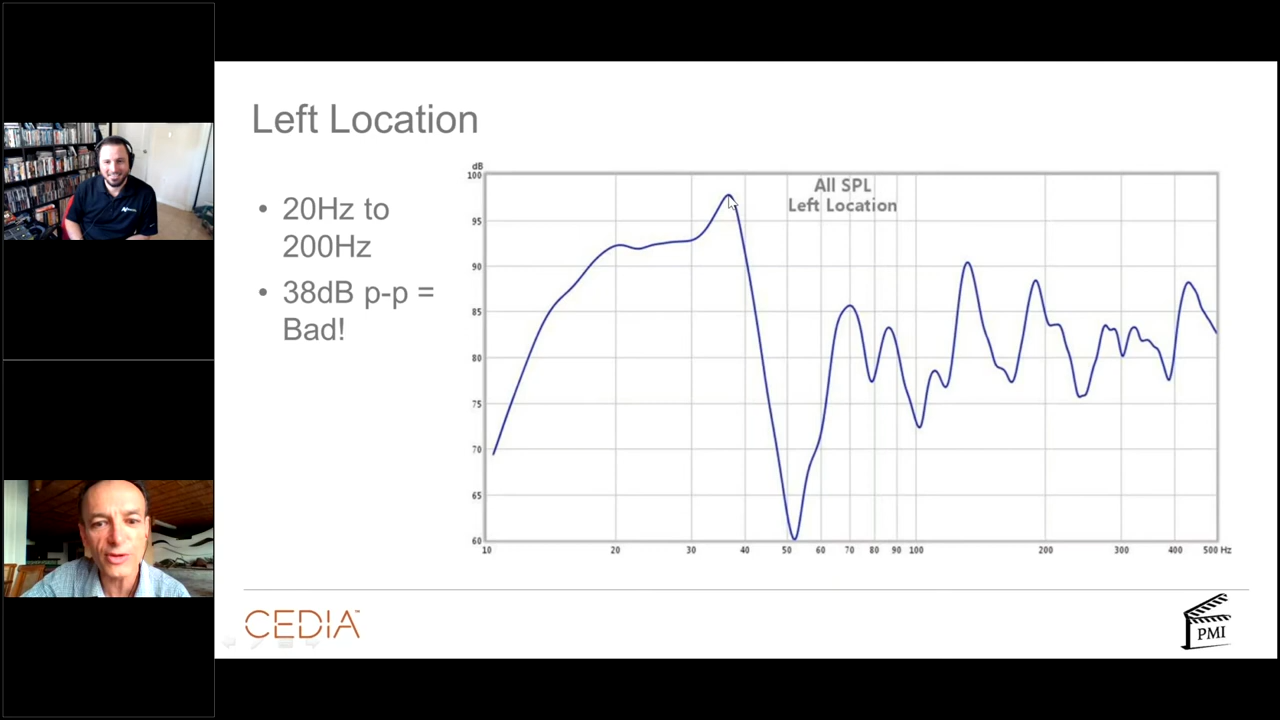 Left Location
• 20Hz to
200Hz
• 38dB p-p =
Bad!
dB
All SPL
Left Location
100
95
90
85
80
75
70
65
60
10 20 30 40 50 60 70 80 90 100 200 300 400 500 Hz
CEDIA™
PMI